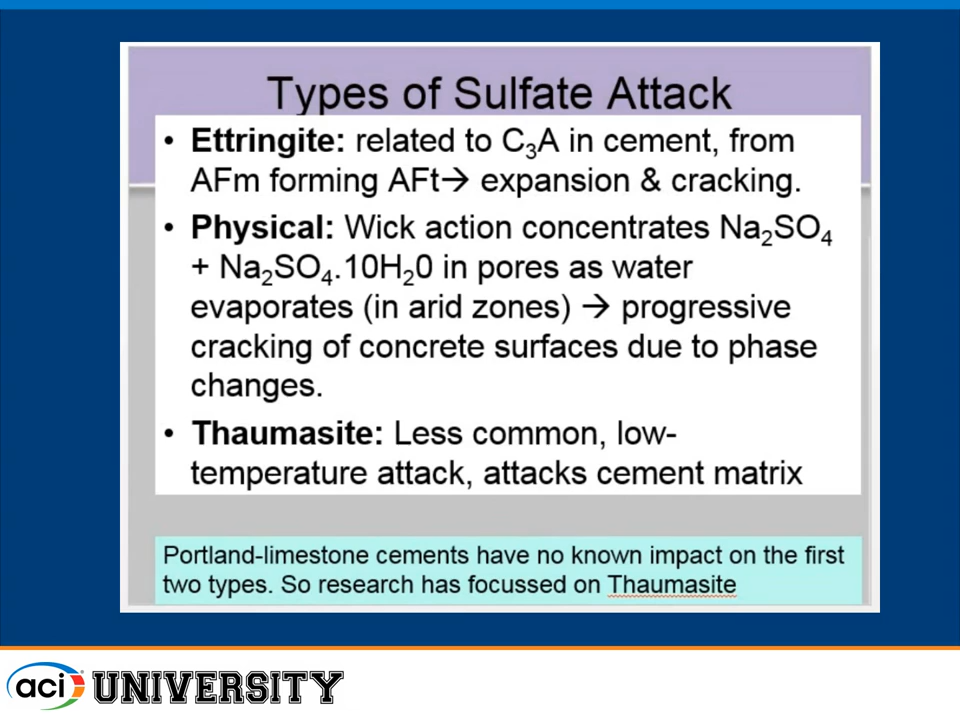 Types of Sulfate Attack
• Ettringite: related to C₃A in cement, from
AFm forming AFt→ expansion & cracking.
• Physical: Wick action concentrates Na₂SO₄
+ Na₂SO₄.10H₂0 in pores as water
evaporates (in arid zones) → progressive
cracking of concrete surfaces due to phase
changes.
• Thaumasite: Less common, low-
temperature attack, attacks cement matrix
Portland-limestone cements have no known impact on the first
two types. So research has focussed on Thaumasite
aci UNIVERSITY